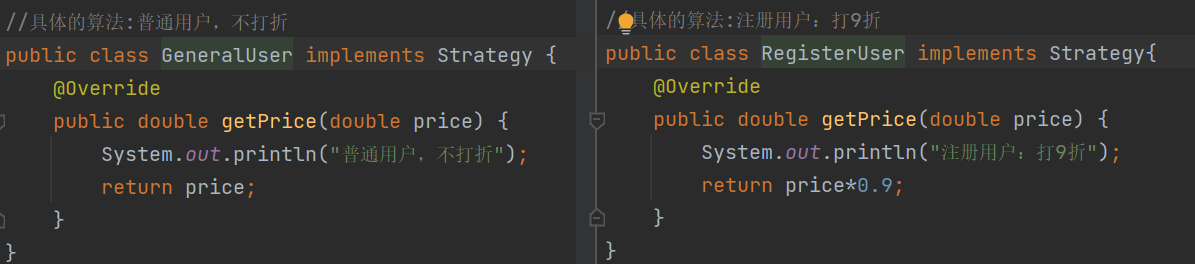 //具体的算法:普通用户，不打折
public class GeneralUser implements Strategy {
@Override
public double getPrice(double price) {
System.out.println("普通用户，不打折");
return price;
}
}
//具体的算法:注册用户：打9折
public class RegisterUser implements Strategy{
@Override
public double getPrice(double price) {
System.out.println("注册用户：打9折");
return price*0.9;
}
}